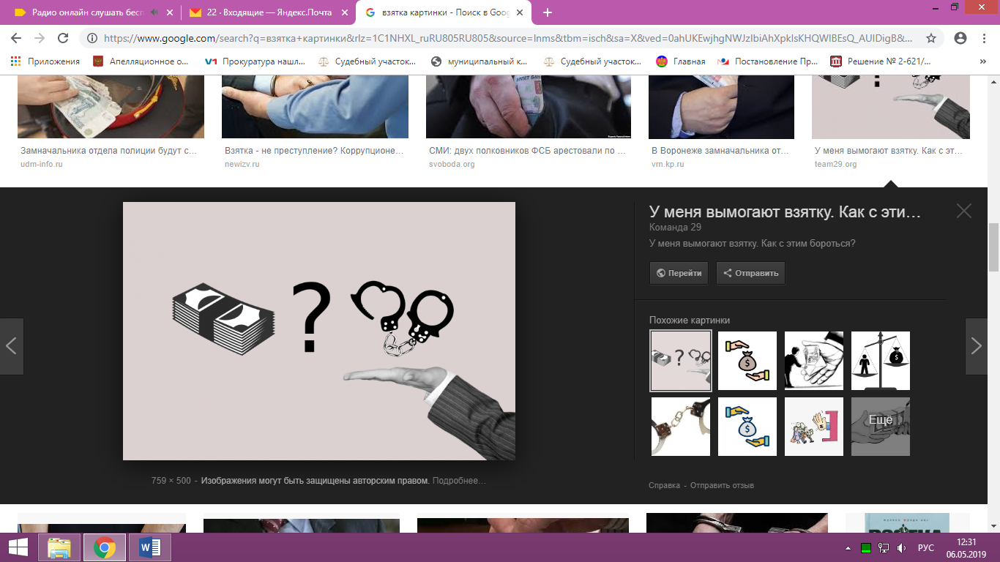 Радио онлайн слушать бесп
22 · Входящие — Яндекс.Почта
взятка картинки - Поиск в Goog
https://www.google.com/search?q=взятка+картинки&rlz=1C1NHXL_ruRU805RU805&source=lnms&tbm=isch&sa=X&ved=0ahUKEwjhgNWJzIbiAhXpklsKHQWIBEsQ_AUIDigB&...
Приложения
Апелляционное о...
Прокуратура нашл...
Судебный участок...
муниципальный к...
Судебный участок...
Главная
Постановление Пр...
Решение № 2-621/...
Замначальника отдела полиции будут с...
udm-info.ru
Взятка - не преступление? Коррупционе...
newizv.ru
СМИ: двух полковников ФСБ арестовали по ...
svoboda.org
В Воронеже замначальника от...
vrn.kp.ru
У меня вымогают взятку. Как с эт...
team29.org
?
У меня вымогают взятку. Как с эти...
Команда 29
У меня вымогают взятку. Как с этим бороться?
Перейти
Отправить
Похожие картинки
Ещё
759 × 500 - Изображения могут быть защищены авторским правом. Подробнее...
Справка - Отправить отзыв
РУС
12:31
06.05.2019